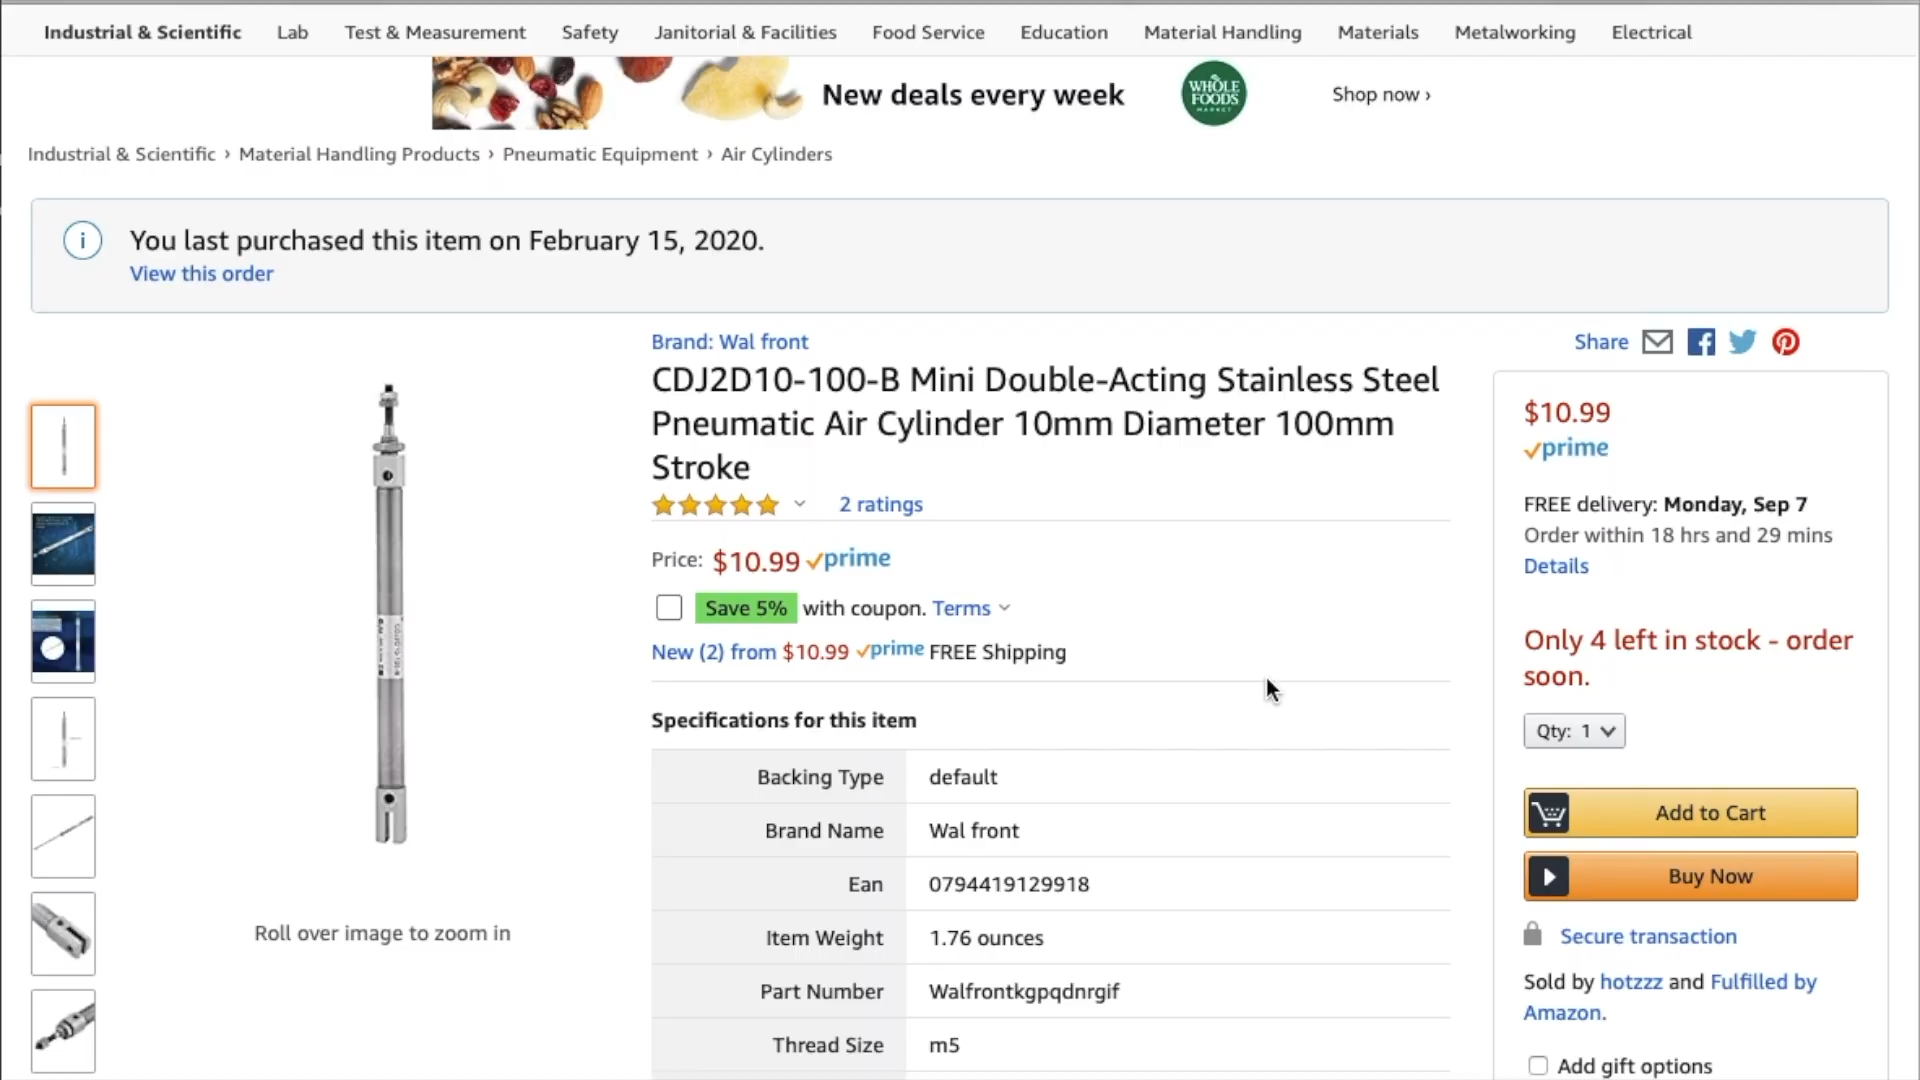 Industrial & Scientific Lab Test & Measurement Safety Janitorial & Facilities Food Service Education Material Handling Materials Metalworking Electrical
New deals every week
WHOLE
FOODS
MARKET
Shop now ›
Industrial & Scientific › Material Handling Products › Pneumatic Equipment › Air Cylinders
You last purchased this item on February 15, 2020.
View this order
Brand: Wal front
CDJ2D10-100-B Mini Double-Acting Stainless Steel
Pneumatic Air Cylinder 10mm Diameter 100mm
Stroke
2 ratings
Price: $10.99 prime
Save 5% with coupon. Terms
New (2) from $10.99 prime FREE Shipping
Specifications for this item
Backing Type default
Brand Name Wal front
Ean 0794419129918
Item Weight 1.76 ounces
Part Number Walfrontkgpqdnrgif
Thread Size m5
Roll over image to zoom in
Share
$10.99
prime
FREE delivery: Monday, Sep 7
Order within 18 hrs and 29 mins
Details
Only 4 left in stock - order
soon.
Qty: 1
Add to Cart
Buy Now
Secure transaction
Sold by hotzzz and Fulfilled by
Amazon.
Add gift options